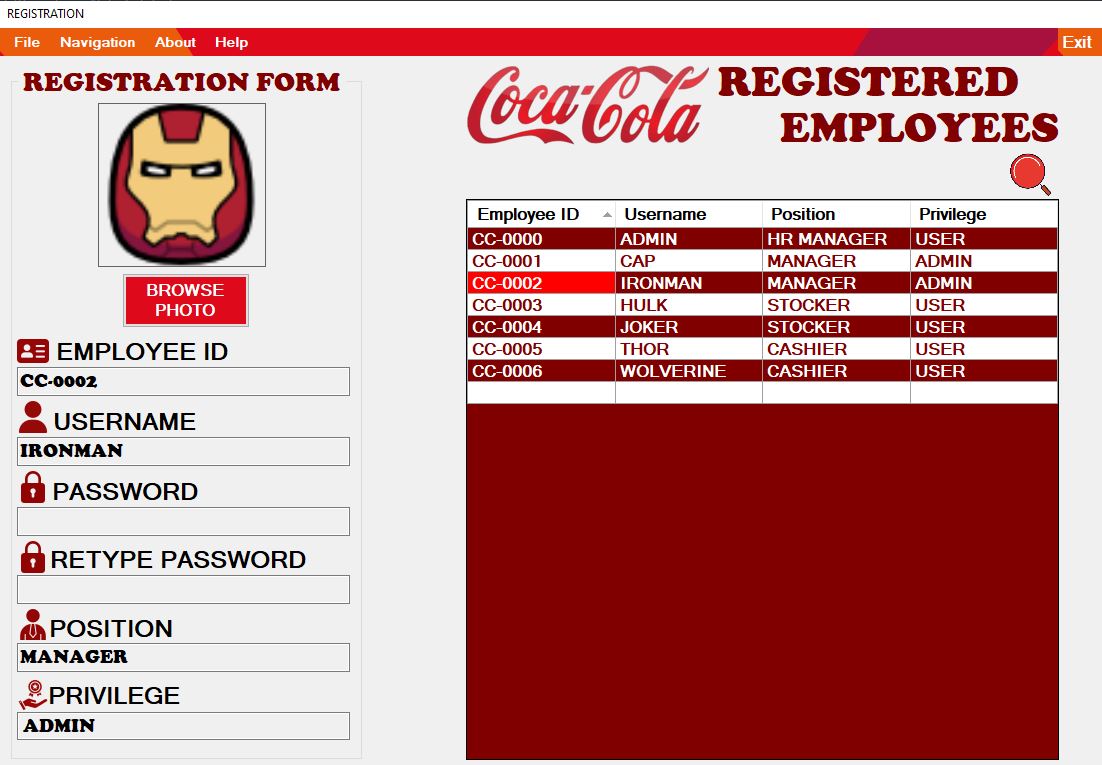 REGISTRATION
File Navigation About Help Exit
REGISTRATION FORM
BROWSE
PHOTO
EMPLOYEE ID
CC-0002
USERNAME
IRONMAN
PASSWORD
RETYPE PASSWORD
POSITION
MANAGER
PRIVILEGE
ADMIN
Coca-Cola
REGISTERED
EMPLOYEES
Employee ID Username Position Privilege
CC-0000 ADMIN HR MANAGER USER
CC-0001 CAP MANAGER ADMIN
CC-0002 IRONMAN MANAGER ADMIN
CC-0003 HULK STOCKER USER
CC-0004 JOKER STOCKER USER
CC-0005 THOR CASHIER USER
CC-0006 WOLVERINE CASHIER USER